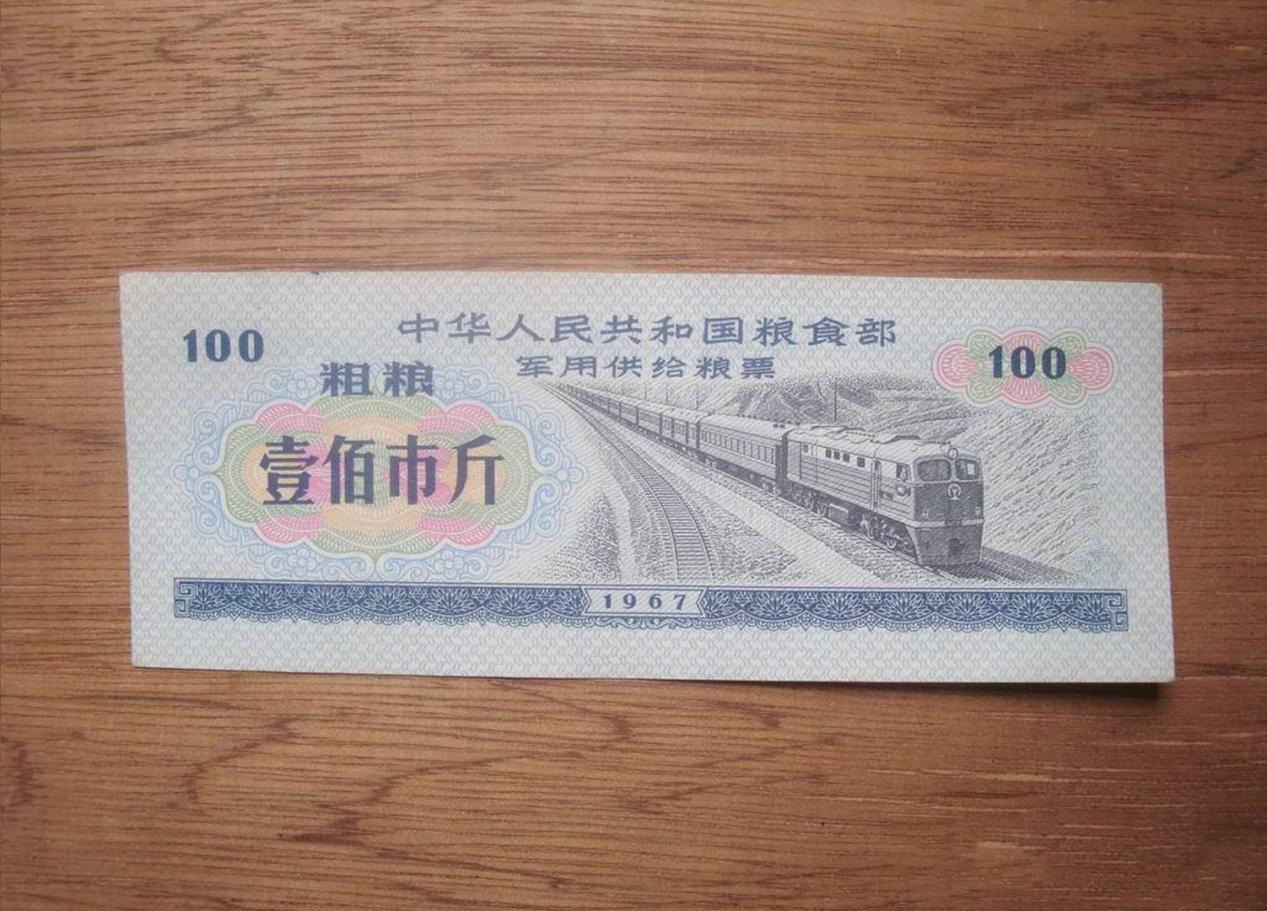 中华人民共和国粮食部
100
军用供给粮票
100
粗粮
壹佰市斤
1967